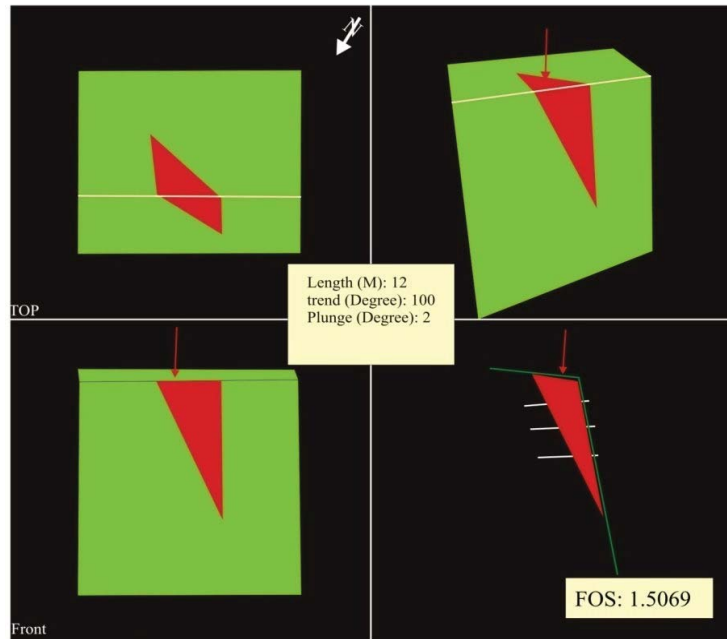 N
TOP
Length (M): 12
trend (Degree): 100
Plunge (Degree): 2
Front
FOS: 1.5069